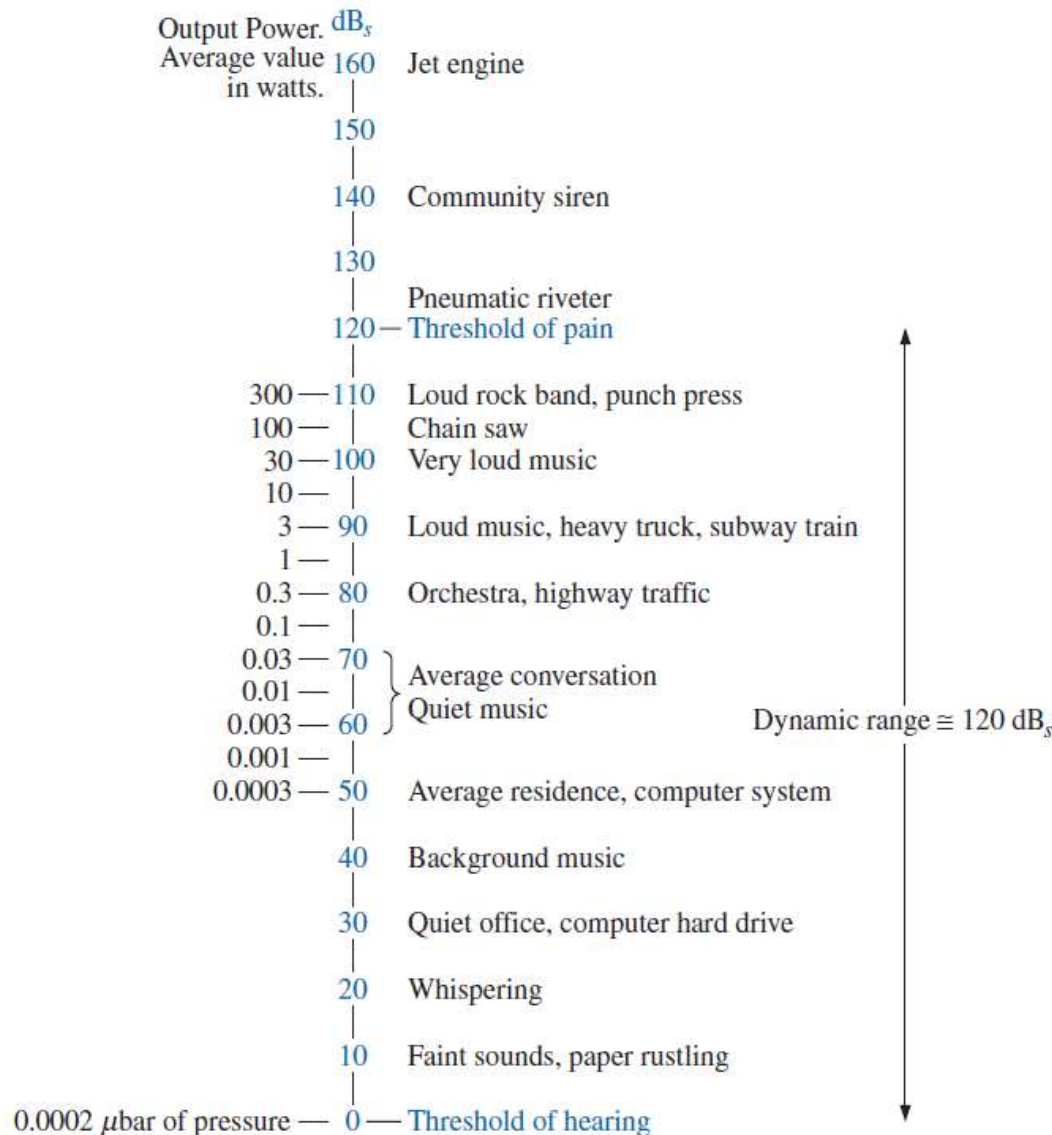 Output Power. dBₛ
Average value 160 Jet engine
in watts.
150
140 Community siren
130
Pneumatic riveter
120 — Threshold of pain
300 — 110 Loud rock band, punch press
100 — Chain saw
30 — 100 Very loud music
10 —
3 — 90 Loud music, heavy truck, subway train
1 —
0.3 — 80 Orchestra, highway traffic
0.1 —
0.03 — 70
Average conversation
0.01 —
Quiet music
0.003 — 60
Dynamic range ≅ 120 dBₛ
0.001 —
0.0003 — 50 Average residence, computer system
40 Background music
30 Quiet office, computer hard drive
20 Whispering
10 Faint sounds, paper rustling
0.0002 μbar of pressure — 0 — Threshold of hearing